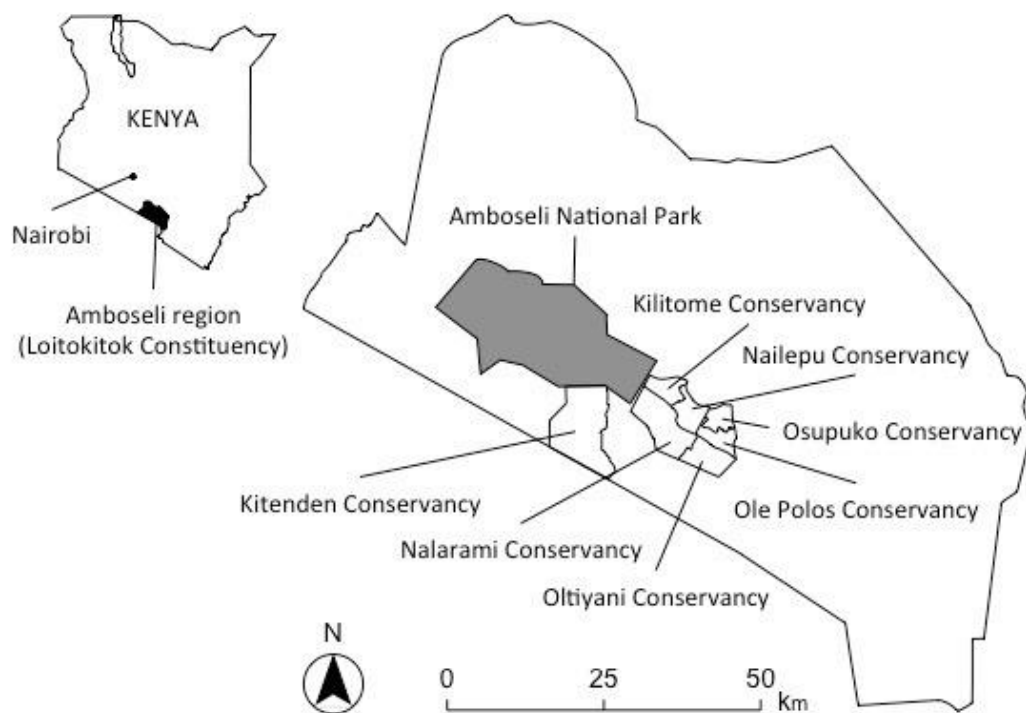 KENYA
Nairobi
Amboseli region
(Loitokitok Constituency)
Amboseli National Park
Kilitome Conservancy
Nailepu Conservancy
Osupuko Conservancy
Kitenden Conservancy
Ole Polos Conservancy
Nalarami Conservancy
Oltiyani Conservancy
N
0 25 50
km